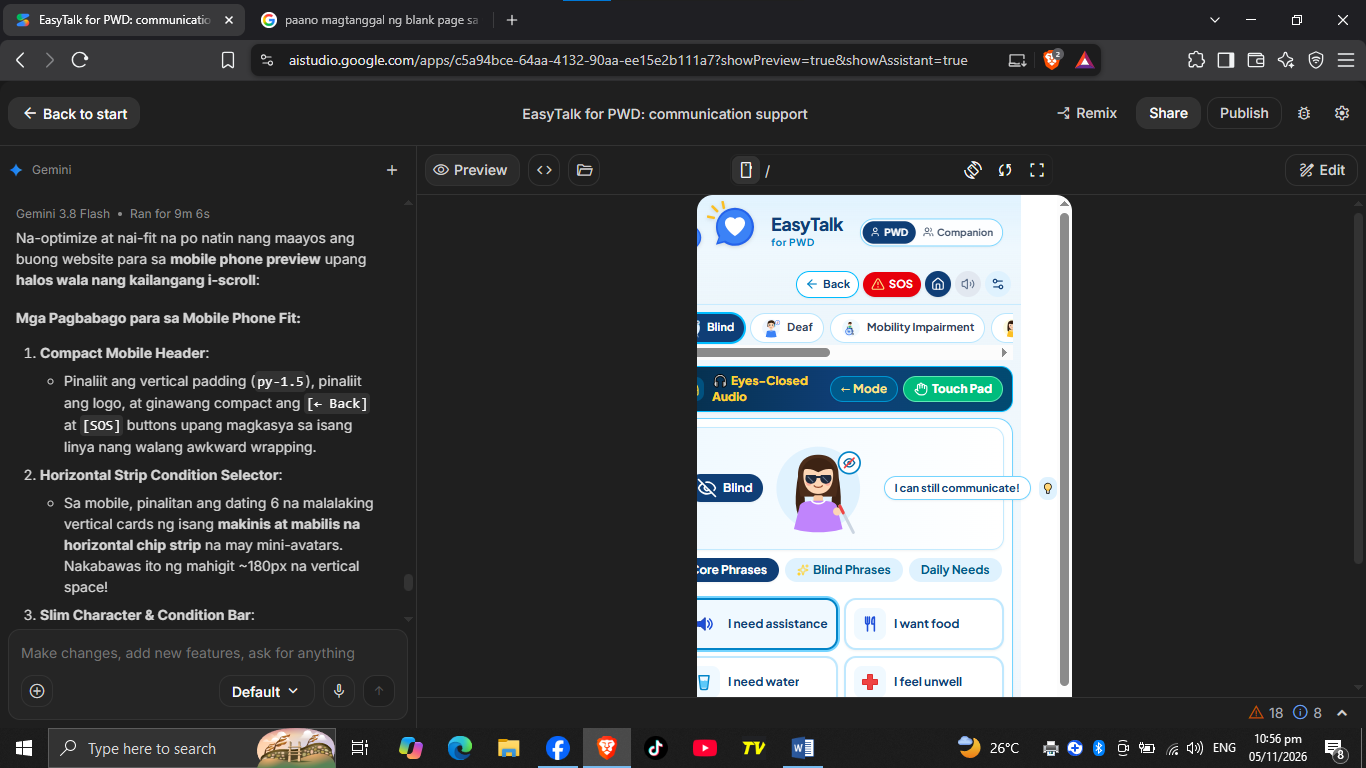 EasyTalk for PWD: communicatio
paano magtanggal ng blank page sa
aistudio.google.com/apps/c5a94bce-64aa-4132-90aa-ee15e2b111a7?showPreview=true&showAssistant=true
2
Back to start
EasyTalk for PWD: communication support
Remix
Share
Publish
Gemini
Preview
/
Edit
Gemini 3.8 Flash • Ran for 9m 6s
Na-optimize at nai-fit na po natin nang maayos ang
buong website para sa mobile phone preview upang
halos wala nang kailangang i-scroll:
Mga Pagbabago para sa Mobile Phone Fit:
1. Compact Mobile Header:
Pinaliit ang vertical padding (py-1.5), pinaliit
ang logo, at ginawang compact ang [← Back]
at [SOS] buttons upang magkasya sa isang
linya nang walang awkward wrapping.
2. Horizontal Strip Condition Selector:
Sa mobile, pinalitan ang dating 6 na malalaking
vertical cards ng isang makinis at mabilis na
horizontal chip strip na may mini-avatars.
Nakabawas ito ng mahigit ~180px na vertical
space!
3. Slim Character & Condition Bar:
Make changes, add new features, ask for anything
Default
EasyTalk
for PWD
PWD
Companion
← Back
SOS
Blind
Deaf
Mobility Impairment
Eyes-Closed
Audio
← Mode
Touch Pad
Blind
I can still communicate!
Core Phrases
Blind Phrases
Daily Needs
I need assistance
I want food
I need water
I feel unwell
18
8
Type here to search
TV
26°C
ENG
10:56 pm
05/11/2026
8